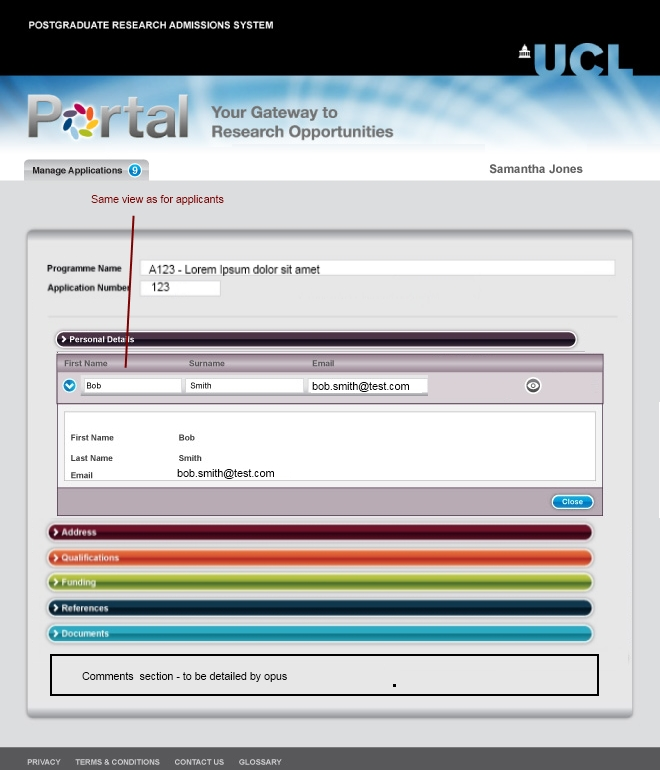 POSTGRADUATE RESEARCH ADMISSIONS SYSTEM
UCL
Portal
Your Gateway to
Research Opportunities
Manage Applications 9
Samantha Jones
Same view as for applicants
Programme Name A123 - Lorem Ipsum dolor sit amet
Application Number 123
Personal Details
First Name Surname Email
Bob Smith bob.smith@test.com
First Name Bob
Last Name Smith
Email bob.smith@test.com
Close
Address
Qualifications
Funding
References
Documents
Comments section - to be detailed by opus
PRIVACY TERMS & CONDITIONS CONTACT US GLOSSARY